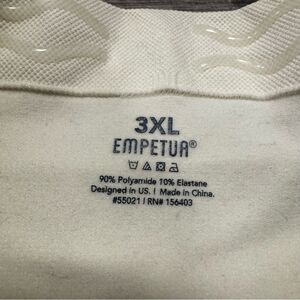 3XL
EMPETUA®
90% Polyamide 10% Elastane
Designed in US. | Made in China.
#55021 | RN# 156403